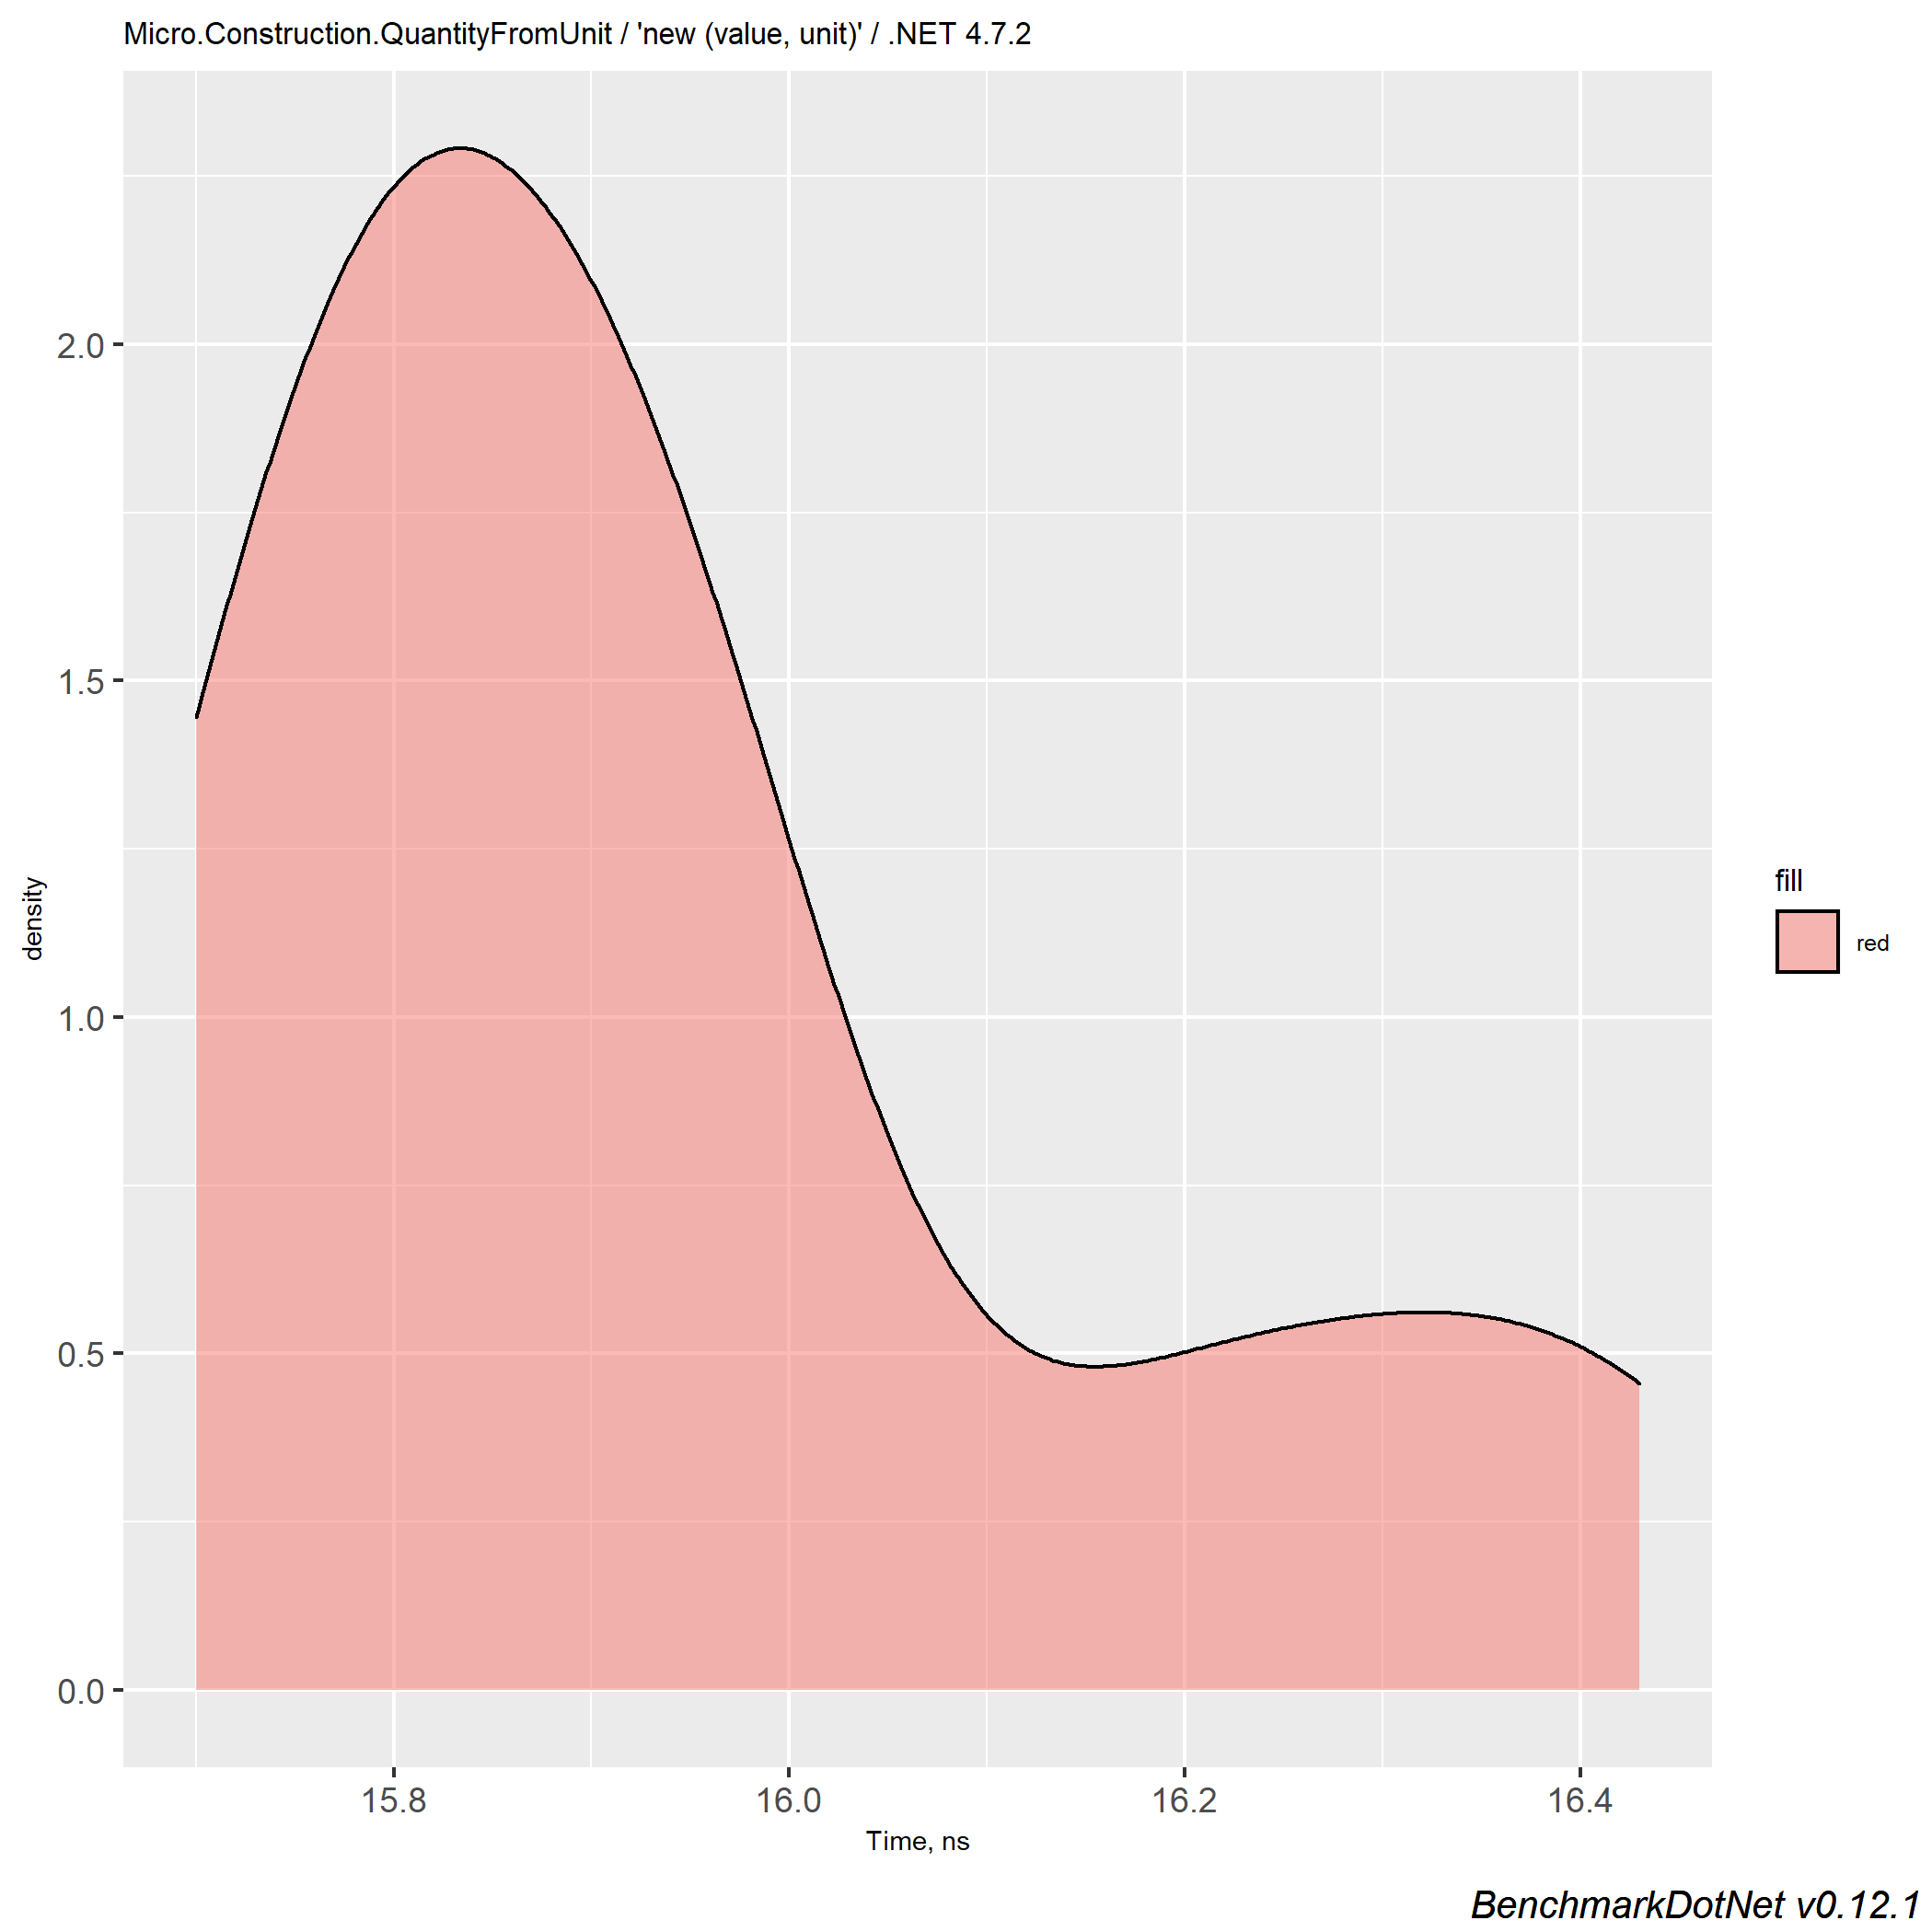 Micro.Construction.QuantityFromUnit / 'new (value, unit)' / .NET 4.7.2
2.0
1.5
1.0
0.5
0.0
density
15.8 16.0 16.2 16.4
Time, ns
fill
red
BenchmarkDotNet v0.12.1